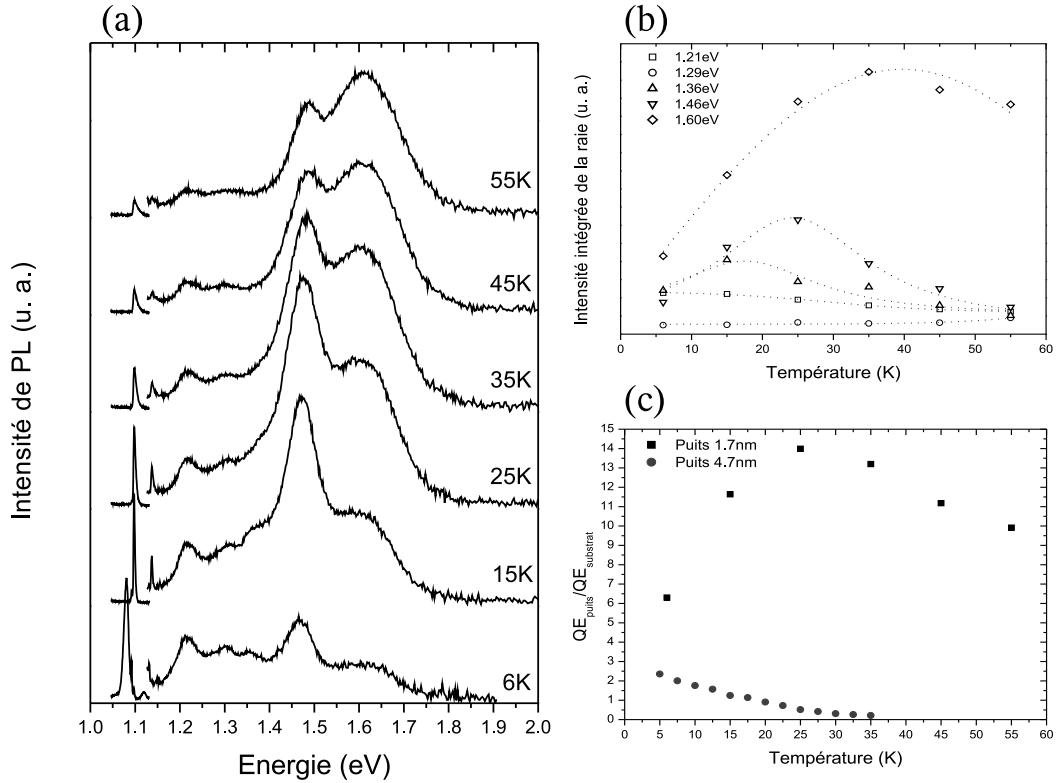 (a)
Intensité de PL (u. a.)
55K
45K
35K
25K
15K
6K
1.0 1.1 1.2 1.3 1.4 1.5 1.6 1.7 1.8 1.9 2.0
Energie (eV)
(b)
Intensité intégrée de la raie (u. a.)
1.21eV
1.29eV
1.36eV
1.46eV
1.60eV
0 10 20 30 40 50 60
Température (K)
(c)
QEpuits/QEsubstrat
15
14
13
12
11
10
9
8
7
6
5
4
3
2
1
0
Puits 1.7nm
Puits 4.7nm
0 5 10 15 20 25 30 35 40 45 50 55 60
Température (K)